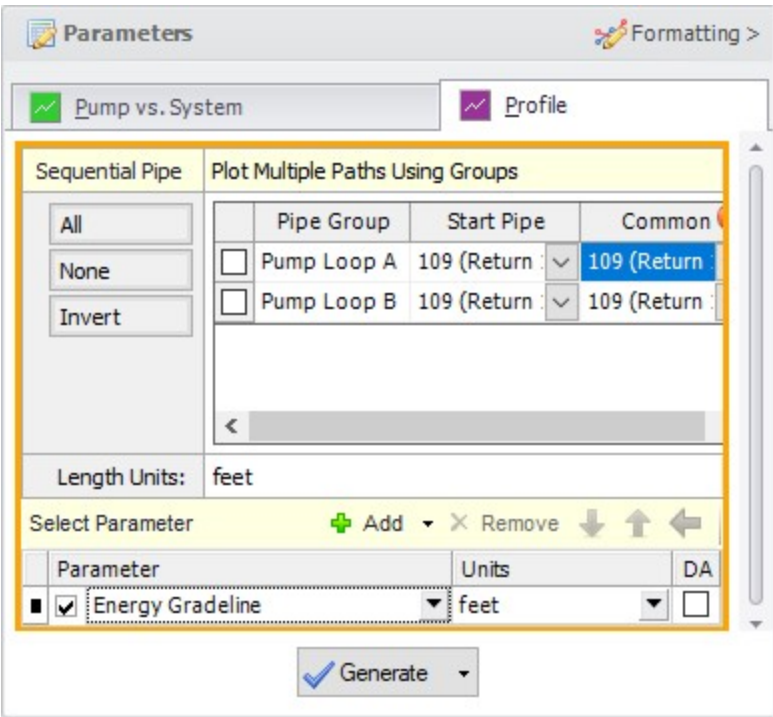 Parameters Formatting >
Pump vs. System Profile
Sequential Pipe Plot Multiple Paths Using Groups
All
None
Invert
Pipe Group Start Pipe Common
Pump Loop A 109 (Return 109 (Return
Pump Loop B 109 (Return 109 (Return
Length Units: feet
Select Parameter Add Remove
Parameter Units DA
Energy Gradeline feet
Generate